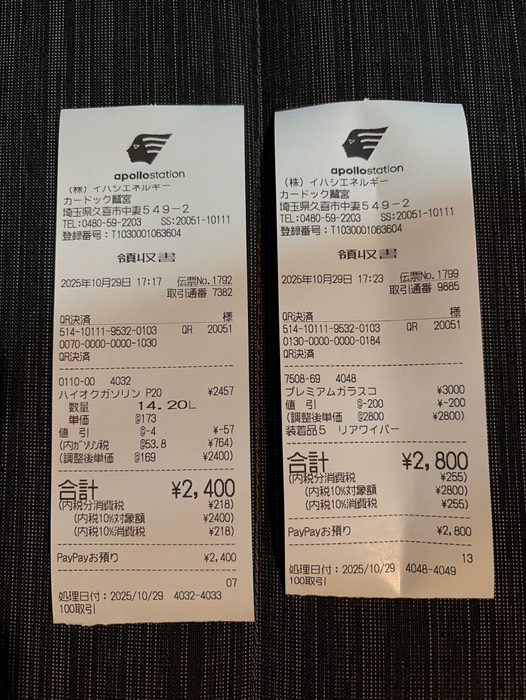 apollostation
(株)イハシエネルギー
カードック鷲宮
埼玉県久喜市中妻549-2
TEL:0480-59-2203 SS:20051-10111
登録番号:T1030001063604
領収書
2025年10月29日 17:17 伝票No.1792
取引通番 7382
様
QR決済
514-10111-9532-0103 QR 20051
0070-0000-0000-1030
QR決済
0110-00 4032
ハイオクガソリン P20 ¥2457
数量 14.20L
単価 @173
値 引 @-4 ¥-57
(内ガソリン税 @53.8 ¥764)
(調整後単価 @169 ¥2400)
合計 ¥2,400
(内税分消費税 ¥218)
(内税10%対象額 ¥2400)
(内税10%消費税 ¥218)
PayPayお預り ¥2,400
07
処理日付:2025/10/29 4032-4033
100取引
apollostation
(株)イハシエネルギー
カードック鷲宮
埼玉県久喜市中妻549-2
TEL:0480-59-2203 SS:20051-10111
登録番号:T1030001063604
領収書
2025年10月29日 17:23 伝票No.1799
取引通番 9885
様
QR決済
514-10111-9532-0103 QR 20051
0130-0000-0000-0184
QR決済
7508-69 4048
プレミアムガラスコ ¥3000
値 引 @-200 ¥-200
(調整後単価 @2800 ¥2800)
装着品5 リアワイパー
合計 ¥2,800
(内税分消費税 ¥255)
(内税10%対象額 ¥2800)
(内税10%消費税 ¥255)
PayPayお預り ¥2,800
13
処理日付:2025/10/29 4048-4049
100取引